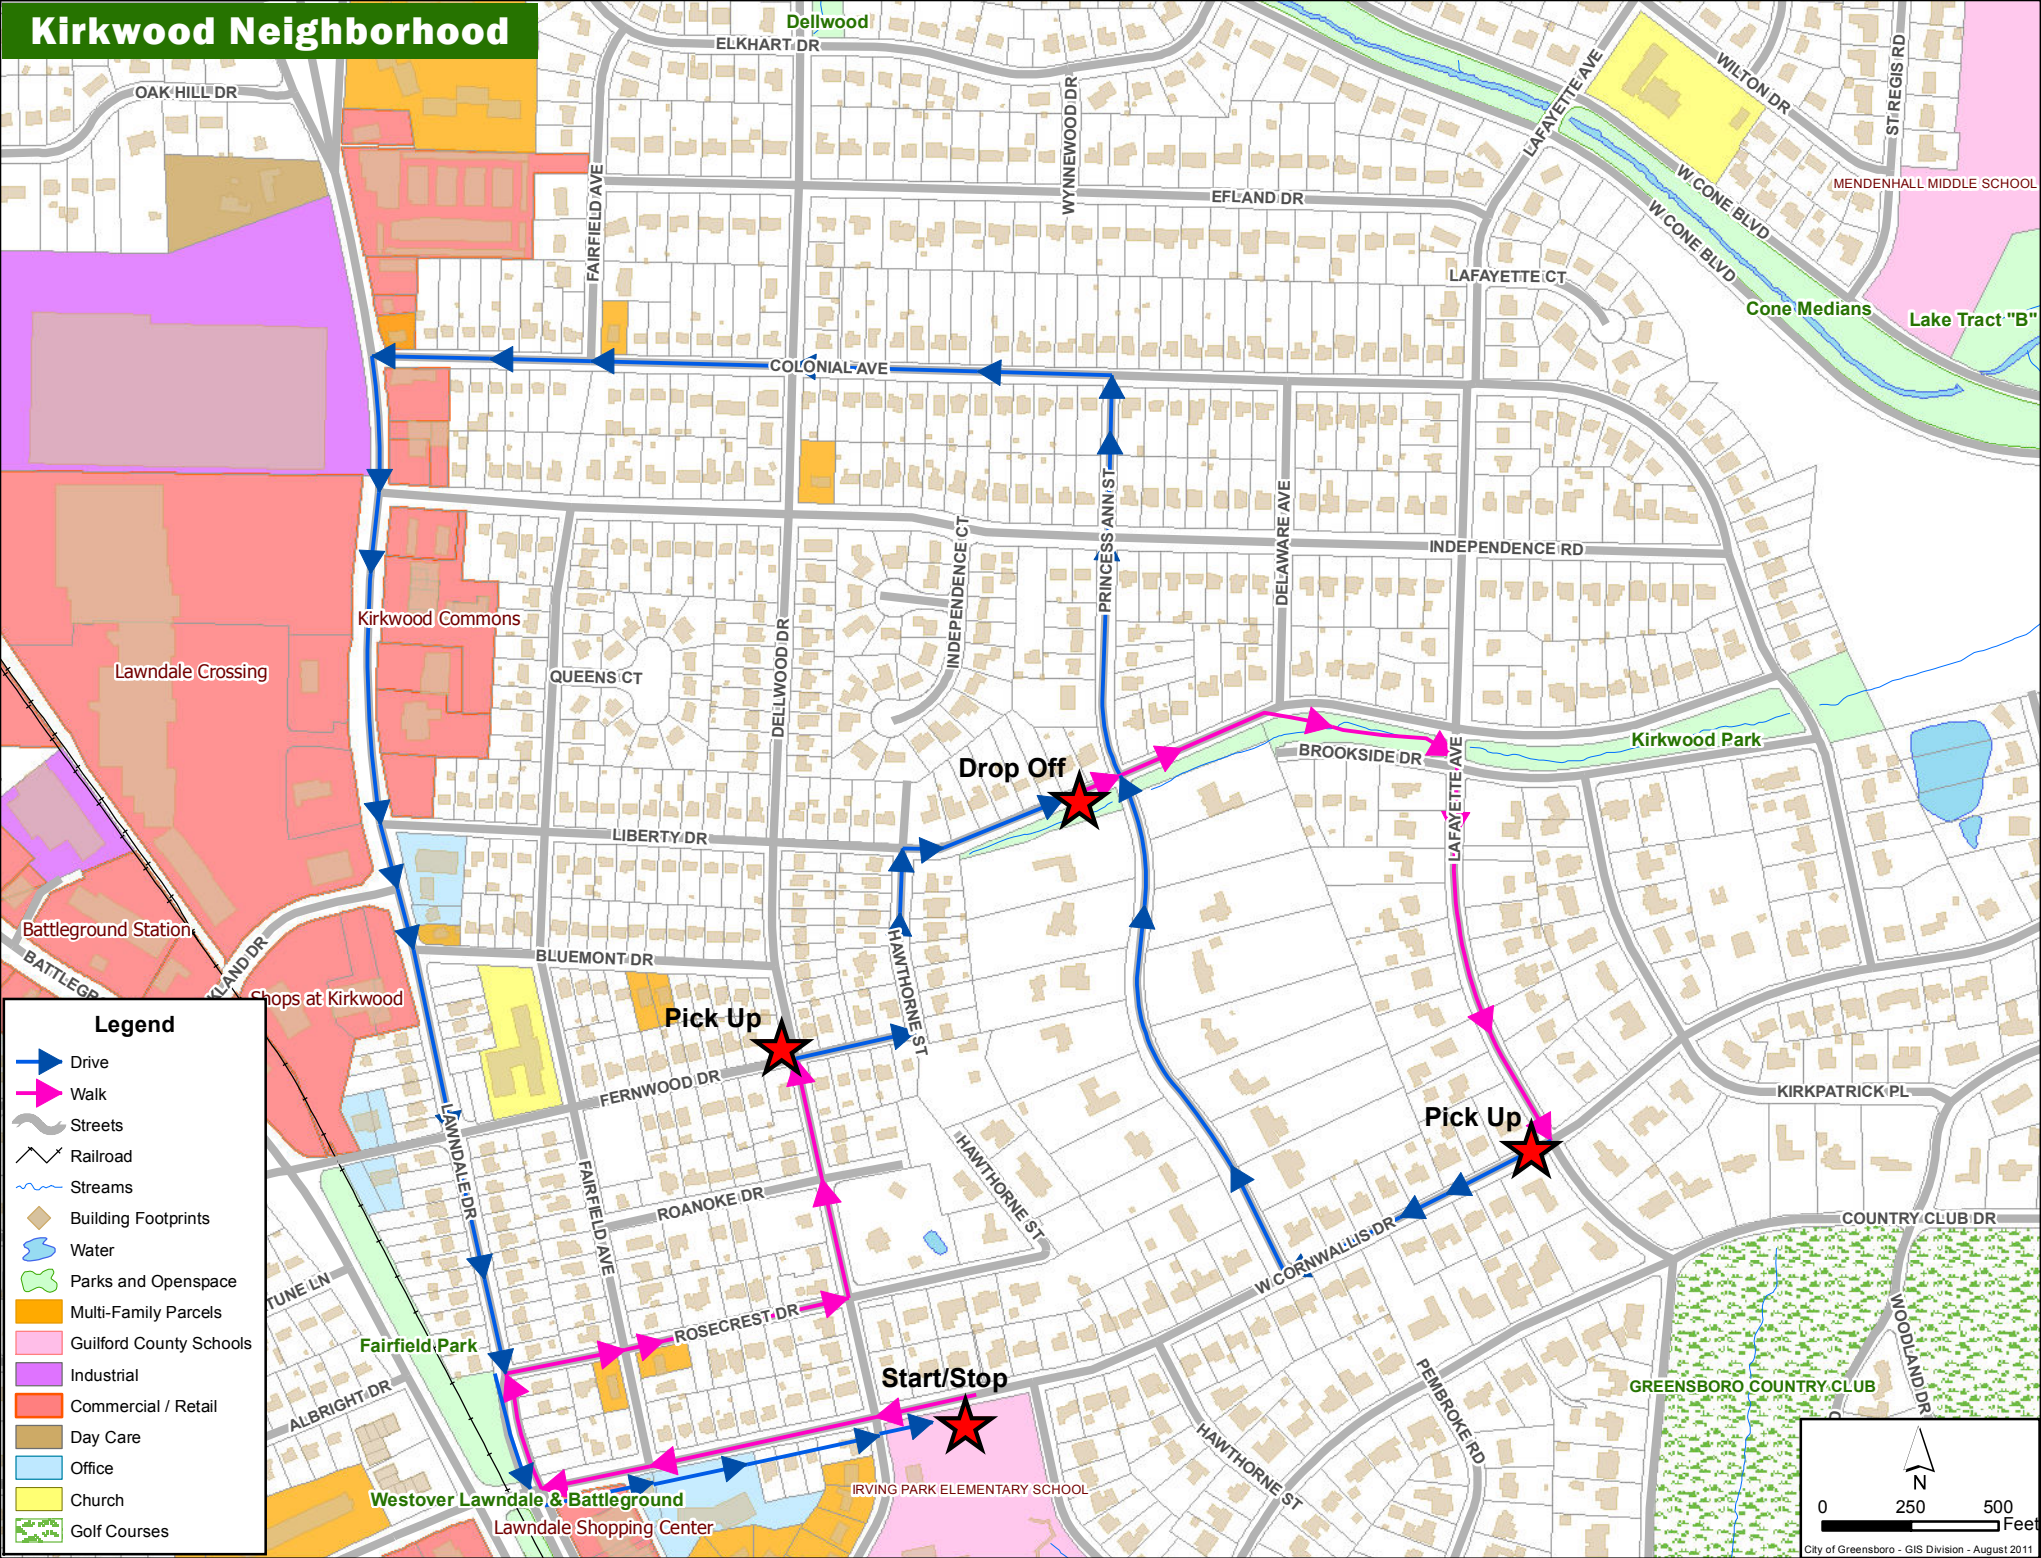 Kirkwood Neighborhood
Dellwood
ELKHART DR
OAK HILL DR
WYNNEWOOD DR
FAIRFIELD AVE
EFLAND DR
LAFAYETTE AVE
WILTON DR
ST REGIS RD
W CONE BLVD
W CONE BLVD
MENDENHALL MIDDLE SCHOOL
LAFAYETTE CT
Cone Medians
Lake Tract "B"
COLONIAL AVE
PRINCESS ANN ST
DELAWARE AVE
INDEPENDENCE RD
INDEPENDENCE CT
Kirkwood Commons
Lawndale Crossing
QUEENS CT
DELLWOOD DR
Drop Off
BROOKSIDE DR
LAFAYETTE AVE
Kirkwood Park
LIBERTY DR
Battleground Station
BLUEMONT DR
HAWTHORNE ST
Shops at Kirkwood
Pick Up
FERNWOOD DR
LAWNDALE DR
FAIRFIELD AVE
ROANOKE DR
HAWTHORNE ST
Pick Up
KIRKPATRICK PL
COUNTRY CLUB DR
W CORNWALLIS DR
ROSECREST DR
Fairfield Park
ALBRIGHT DR
Start/Stop
PEMBROKE RD
GREENSBORO COUNTRY CLUB
WOODLAND DR
HAWTHORNE ST
IRVING PARK ELEMENTARY SCHOOL
Westover Lawndale & Battleground
Lawndale Shopping Center
Legend
Drive
Walk
Streets
Railroad
Streams
Building Footprints
Water
Parks and Openspace
Multi-Family Parcels
Guilford County Schools
Industrial
Commercial / Retail
Day Care
Office
Church
Golf Courses
N
0 250 500
Feet
City of Greensboro - GIS Division - August 2011